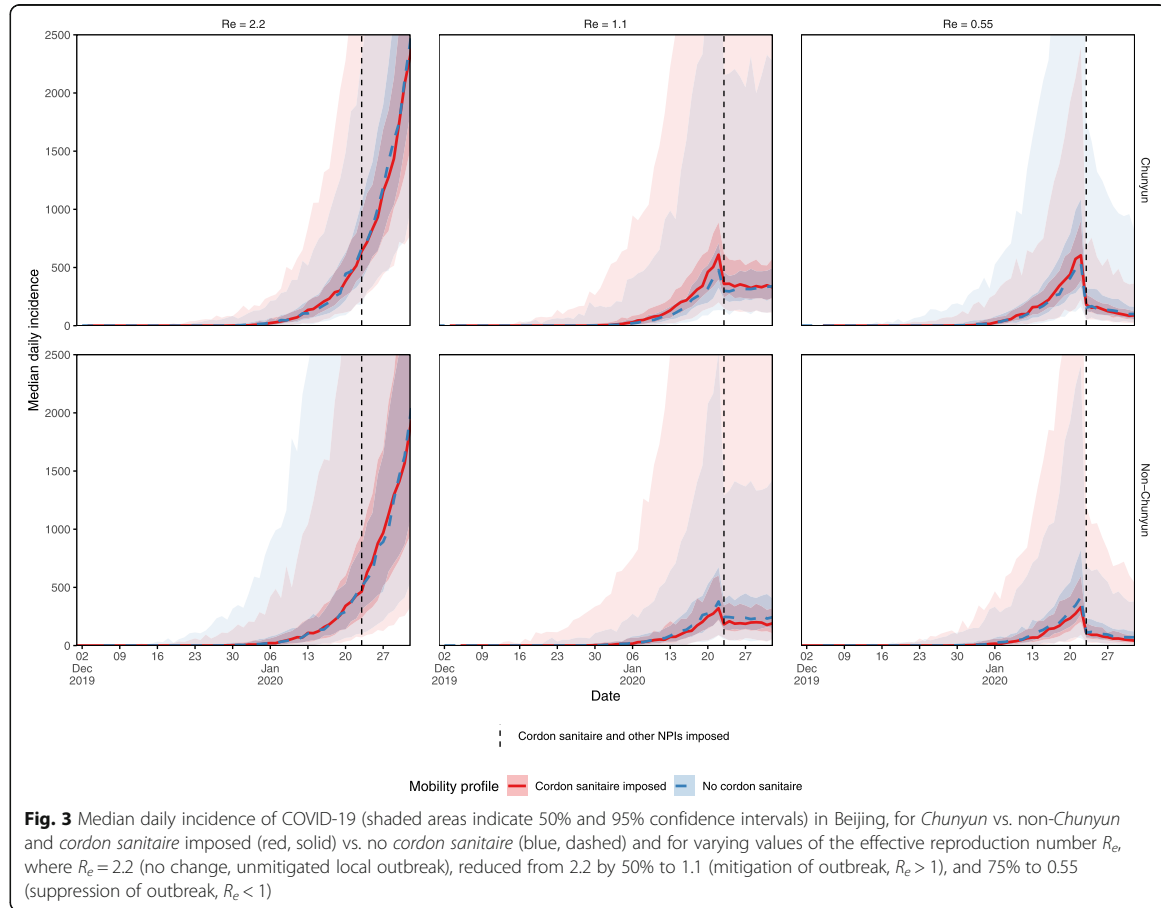 Re = 2.2
Re = 1.1
Re = 0.55
2500
2000
1500
1000
500
0
Chunyun
2500
2000
1500
1000
500
0
Non−Chunyun
Median daily incidence
02 09 16 23 30 06 13 20 27
Dec Jan
2019 2020
02 09 16 23 30 06 13 20 27
Dec Jan
2019 2020
02 09 16 23 30 06 13 20 27
Dec Jan
2019 2020
Date
Cordon sanitaire and other NPIs imposed
Mobility profile Cordon sanitaire imposed No cordon sanitaire
Fig. 3 Median daily incidence of COVID-19 (shaded areas indicate 50% and 95% confidence intervals) in Beijing, for Chunyun vs. non-Chunyun
and cordon sanitaire imposed (red, solid) vs. no cordon sanitaire (blue, dashed) and for varying values of the effective reproduction number Re,
where Re = 2.2 (no change, unmitigated local outbreak), reduced from 2.2 by 50% to 1.1 (mitigation of outbreak, Re > 1), and 75% to 0.55
(suppression of outbreak, Re < 1)